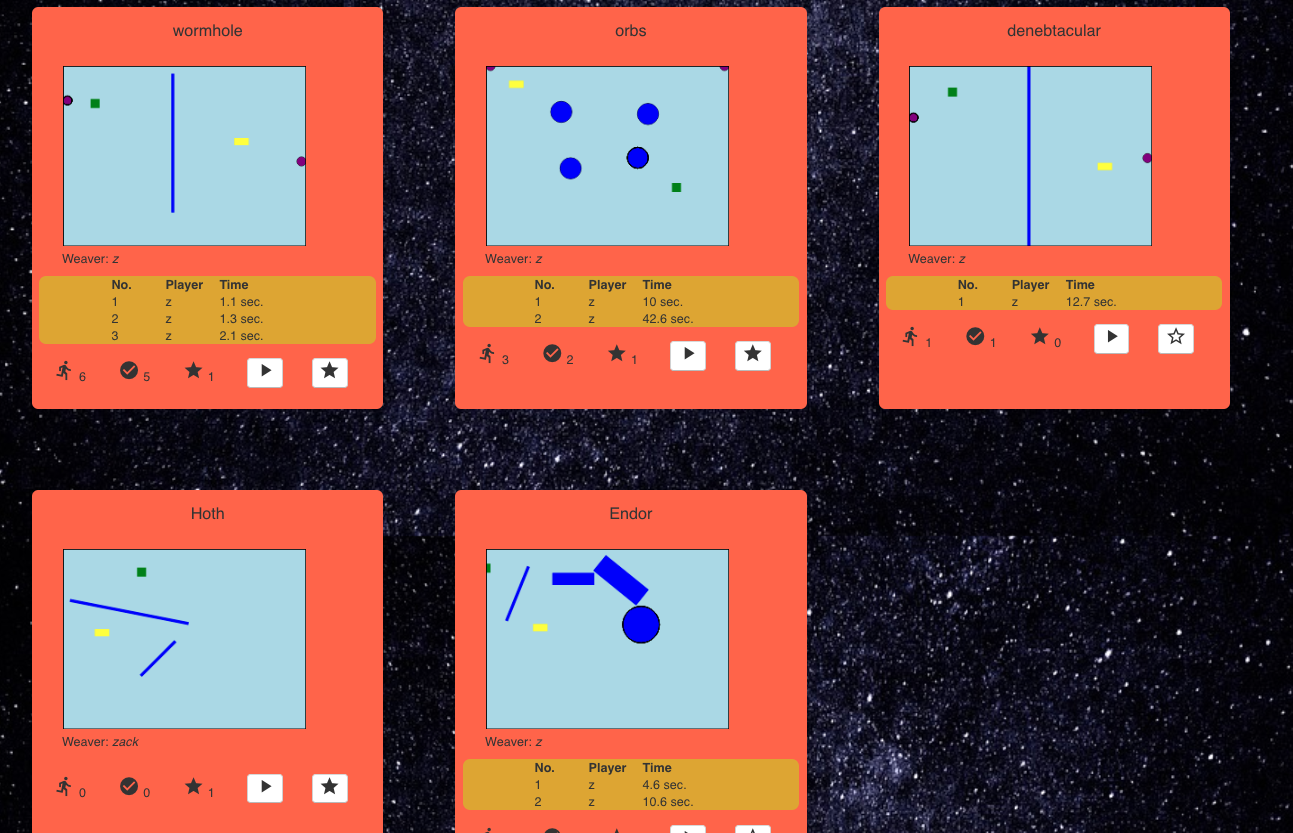 wormhole
Weaver: z
No. Player Time
1 z 1.1 sec.
2 z 1.3 sec.
3 z 2.1 sec.
6 5 1
orbs
Weaver: z
No. Player Time
1 z 10 sec.
2 z 42.6 sec.
3 2 1
denebtacular
Weaver: z
No. Player Time
1 z 12.7 sec.
1 1 0
Hoth
Weaver: zack
0 0 1
Endor
Weaver: z
No. Player Time
1 z 4.6 sec.
2 z 10.6 sec.